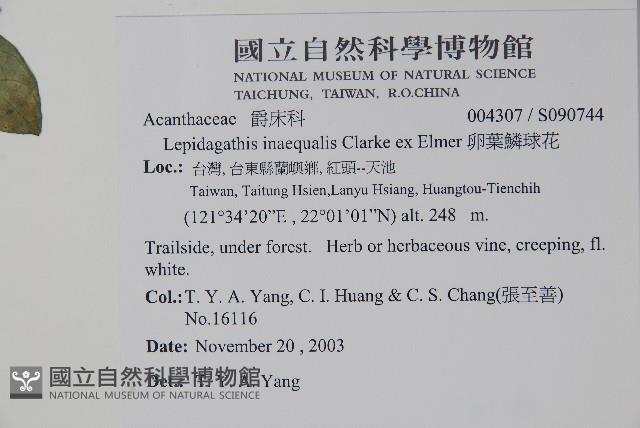 國立自然科學博物館
NATIONAL MUSEUM OF NATURAL SCIENCE
TAICHUNG, TAIWAN, R.O.CHINA
Acanthaceae 爵床科 004307 / S090744
Lepidagathis inaequalis Clarke ex Elmer 卵葉鱗球花
Loc.: 台灣, 台東縣蘭嶼鄉, 紅頭--天池
Taiwan, Taitung Hsien,Lanyu Hsiang, Huangtou-Tienchih
(121°34’20”E , 22°01’01”N) alt. 248 m.
Trailside, under forest. Herb or herbaceous vine, creeping, fl.
white.
Col.: T. Y. A. Yang, C. I. Huang & C. S. Chang(張至善)
No.16116
Date: November 20 , 2003
Det.: T. Y. A. Yang
國立自然科學博物館
NATIONAL MUSEUM OF NATURAL SCIENCE